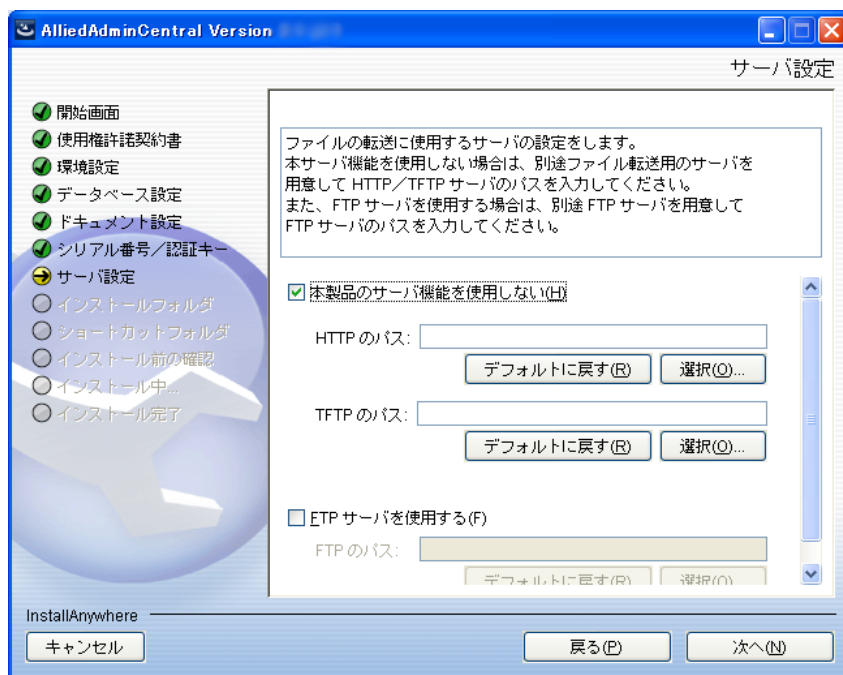 AlliedAdminCentral Version
サーバ設定
開始画面
使用権許諾契約書
環境設定
データベース設定
ドキュメント設定
シリアル番号／認証キー
サーバ設定
インストールフォルダ
ショートカットフォルダ
インストール前の確認
インストール中...
インストール完了
ファイルの転送に使用するサーバの設定をします。
本サーバ機能を使用しない場合は、別途ファイル転送用のサーバを
用意して HTTP／TFTP サーバのパスを入力してください。
また、FTP サーバを使用する場合は、別途 FTP サーバを用意して
FTP サーバのパスを入力してください。
本製品のサーバ機能を使用しない(H)
HTTP のパス:
デフォルトに戻す(R) 選択(O)...
TFTP のパス:
デフォルトに戻す(R) 選択(O)...
FTP サーバを使用する(F)
FTP のパス:
デフォルトに戻す(R) 選択(O)
InstallAnywhere
キャンセル 戻る(P) 次へ(N)